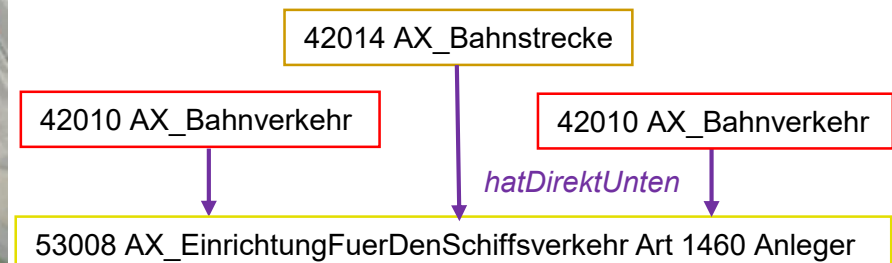 42014 AX_Bahnstrecke
42010 AX_Bahnverkehr
42010 AX_Bahnverkehr
hatDirektUnten
53008 AX_EinrichtungFuerDenSchiffsverkehr Art 1460 Anleger